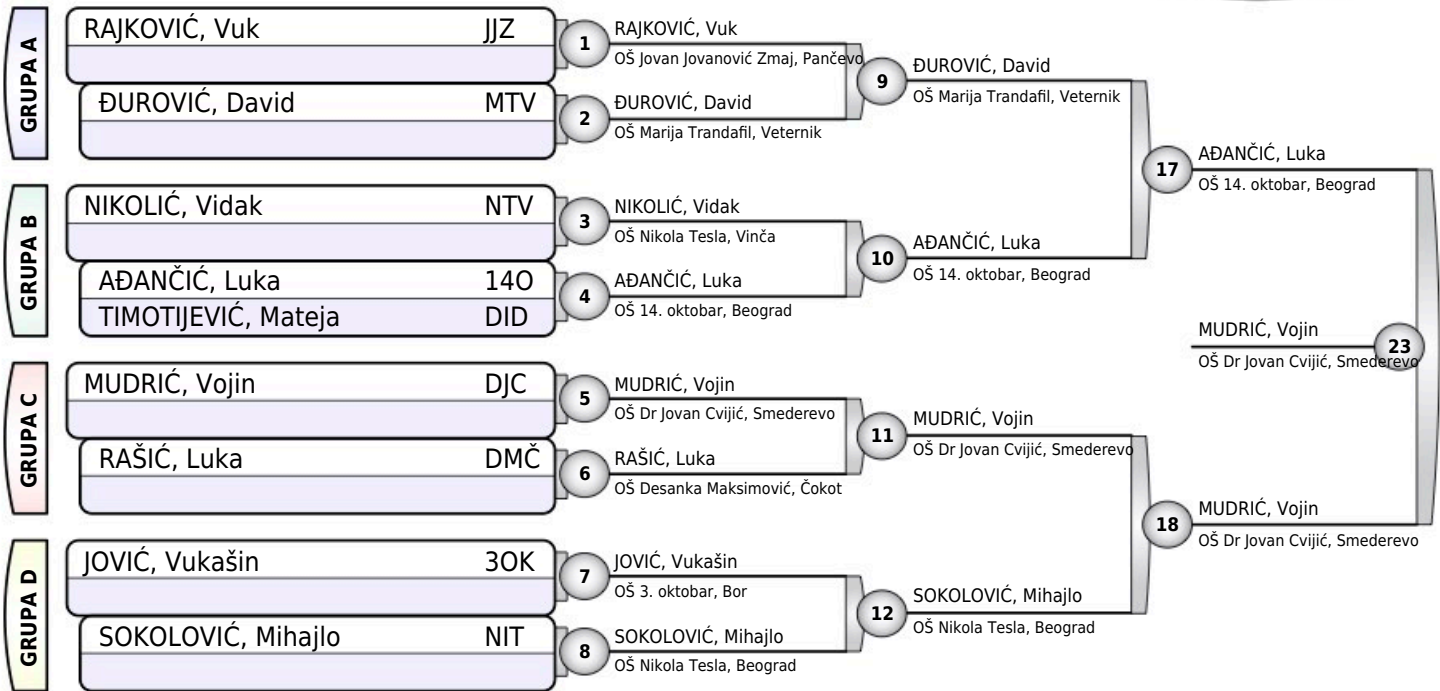 GRUPA A
RAJKOVIĆ, Vuk JJZ
ĐUROVIĆ, David MTV
GRUPA B
NIKOLIĆ, Vidak NTV
AĐANČIĆ, Luka 14O
TIMOTIJEVIĆ, Mateja DID
GRUPA C
MUDRIĆ, Vojin DJC
RAŠIĆ, Luka DMČ
GRUPA D
JOVIĆ, Vukašin 3OK
SOKOLOVIĆ, Mihajlo NIT
1
RAJKOVIĆ, Vuk
OŠ Jovan Jovanović Zmaj, Pančevo
2
ĐUROVIĆ, David
OŠ Marija Trandafil, Veternik
3
NIKOLIĆ, Vidak
OŠ Nikola Tesla, Vinča
4
AĐANČIĆ, Luka
OŠ 14. oktobar, Beograd
5
MUDRIĆ, Vojin
OŠ Dr Jovan Cvijić, Smederevo
6
RAŠIĆ, Luka
OŠ Desanka Maksimović, Čokot
7
JOVIĆ, Vukašin
OŠ 3. oktobar, Bor
8
SOKOLOVIĆ, Mihajlo
OŠ Nikola Tesla, Beograd
9
ĐUROVIĆ, David
OŠ Marija Trandafil, Veternik
10
AĐANČIĆ, Luka
OŠ 14. oktobar, Beograd
11
MUDRIĆ, Vojin
OŠ Dr Jovan Cvijić, Smederevo
12
SOKOLOVIĆ, Mihajlo
OŠ Nikola Tesla, Beograd
17
AĐANČIĆ, Luka
OŠ 14. oktobar, Beograd
18
MUDRIĆ, Vojin
OŠ Dr Jovan Cvijić, Smederevo
23
MUDRIĆ, Vojin
OŠ Dr Jovan Cvijić, Smederevo